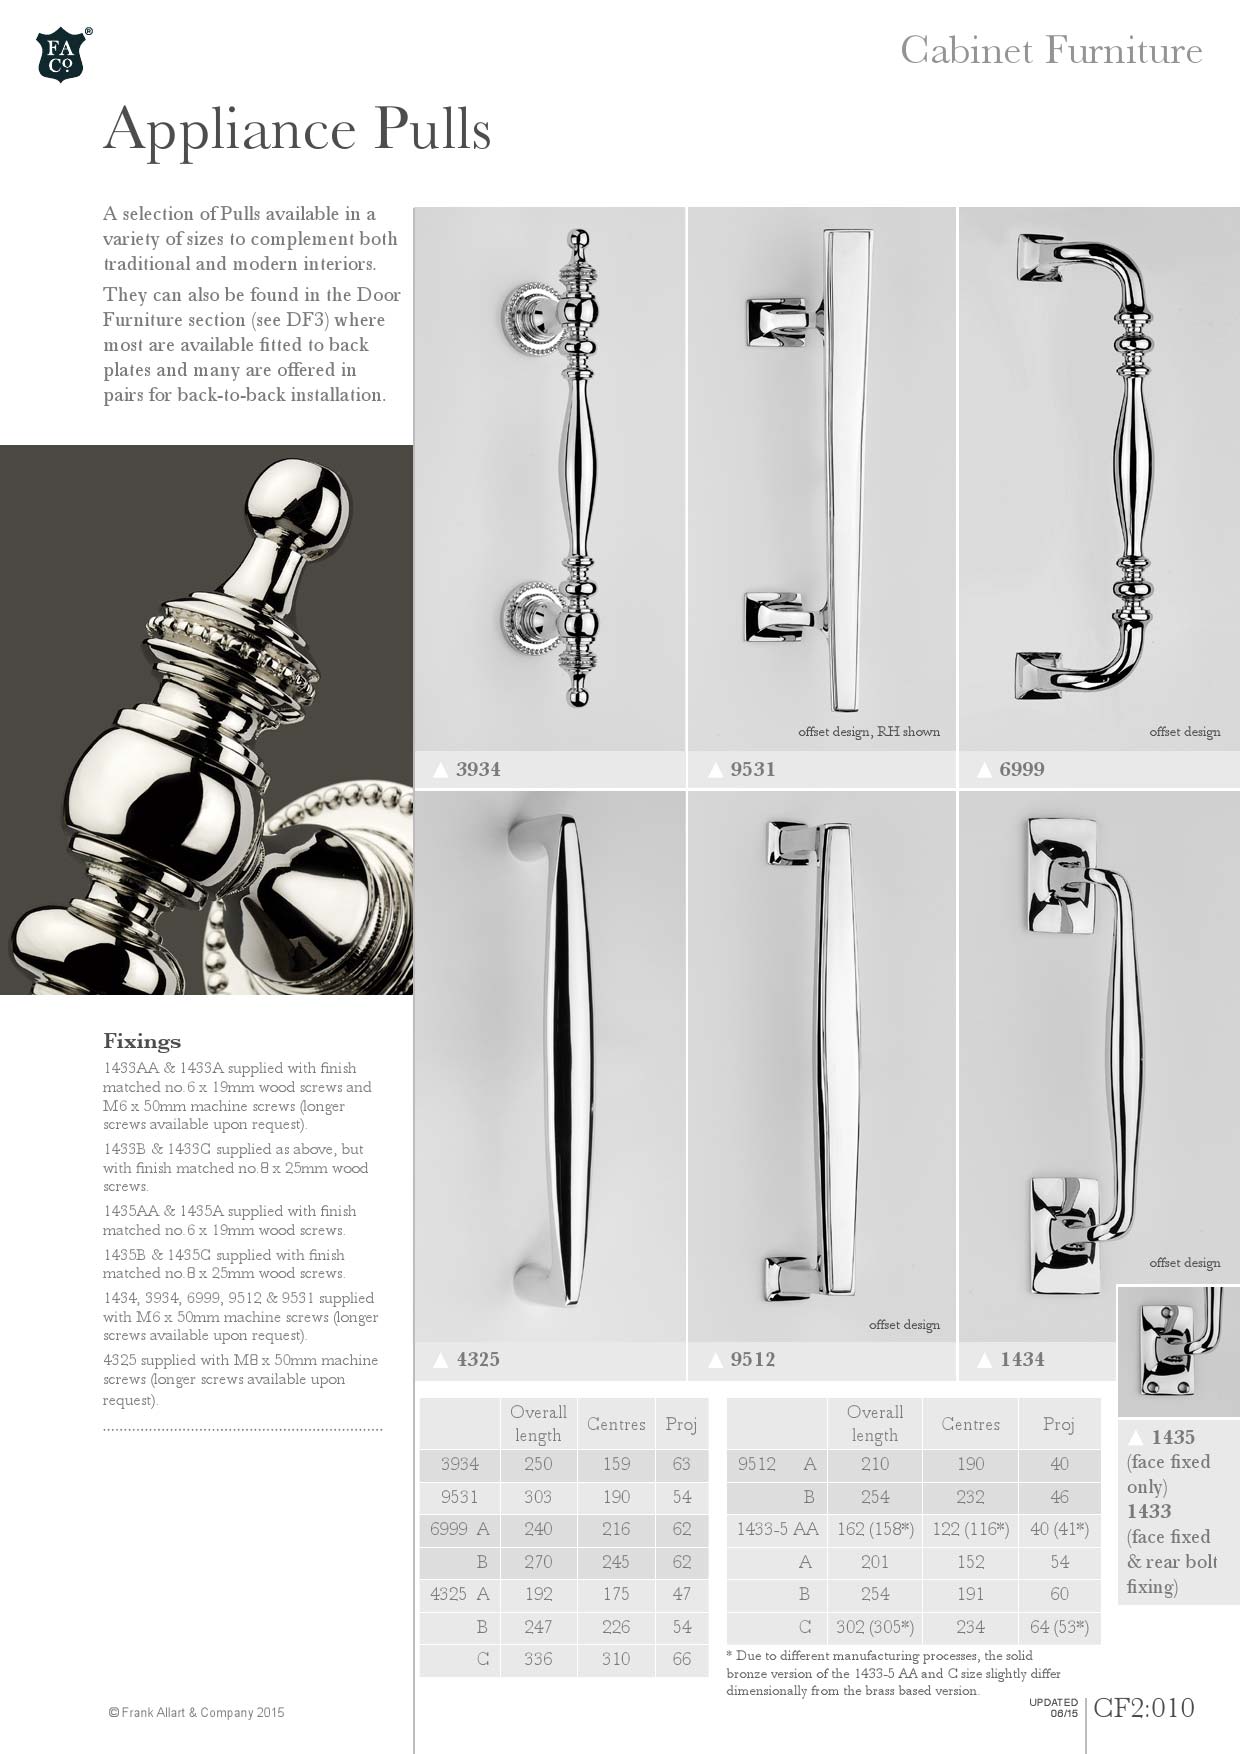 FA
Co. ®
Cabinet Furniture
Appliance Pulls
A selection of Pulls available in a
variety of sizes to complement both
traditional and modern interiors.
They can also be found in the Door
Furniture section (see DF3) where
most are available fitted to back
plates and many are offered in
pairs for back-to-back installation.
offset design, RH shown
offset design
▲ 3934
▲ 9531
▲ 6999
offset design
offset design
▲ 4325
▲ 9512
▲ 1434
Fixings
1433AA & 1433A supplied with finish
matched no.6 x 19mm wood screws and
M6 x 50mm machine screws (longer
screws available upon request).
1433B & 1433C supplied as above, but
with finish matched no.8 x 25mm wood
screws.
1435AA & 1435A supplied with finish
matched no.6 x 19mm wood screws.
1435B & 1435C supplied with finish
matched no.8 x 25mm wood screws.
1434, 3934, 6999, 9512 & 9531 supplied
with M6 x 50mm machine screws (longer
screws available upon request).
4325 supplied with M8 x 50mm machine
screws (longer screws available upon
request).
Overall length Centres Proj
3934 250 159 63
9531 303 190 54
6999 A 240 216 62
B 270 245 62
4325 A 192 175 47
B 247 226 54
C 336 310 66
Overall length Centres Proj
9512 A 210 190 40
B 254 232 46
1433-5 AA 162 (158*) 122 (116*) 40 (41*)
A 201 152 54
B 254 191 60
C 302 (305*) 234 64 (53*)
* Due to different manufacturing processes, the solid
bronze version of the 1433-5 AA and C size slightly differ
dimensionally from the brass based version.
▲ 1435
(face fixed
only)
1433
(face fixed
& rear bolt
fixing)
© Frank Allart & Company 2015
UPDATED
06/15
CF2:010